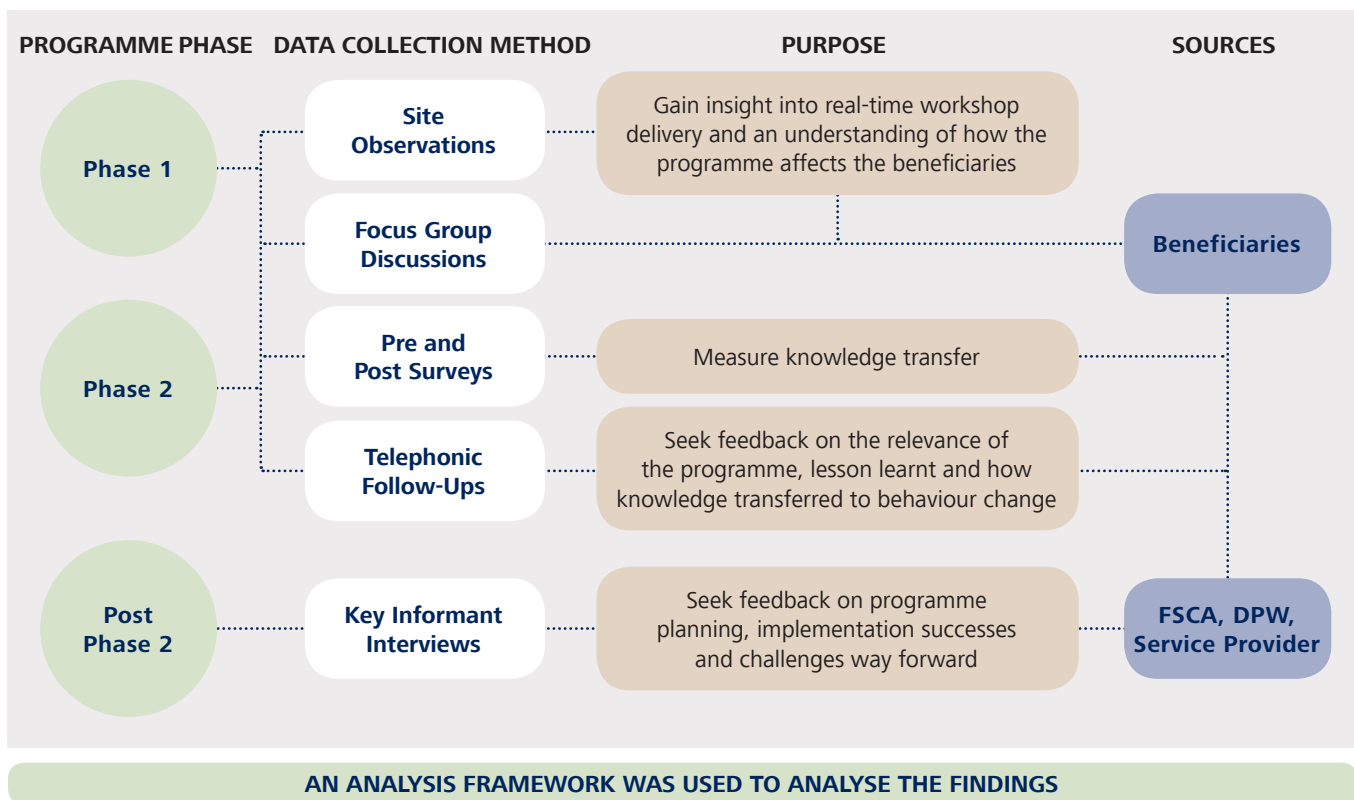 PROGRAMME PHASE
DATA COLLECTION METHOD
PURPOSE
SOURCES
Phase 1
Site
Observations
Gain insight into real-time workshop
delivery and an understanding of how the
programme affects the beneficiaries
Focus Group
Discussions
Beneficiaries
Phase 2
Pre and
Post Surveys
Measure knowledge transfer
Telephonic
Follow-Ups
Seek feedback on the relevance of
the programme, lesson learnt and how
knowledge transferred to behaviour change
Post
Phase 2
Key Informant
Interviews
Seek feedback on programme
planning, implementation successes
and challenges way forward
FSCA, DPW,
Service Provider
AN ANALYSIS FRAMEWORK WAS USED TO ANALYSE THE FINDINGS